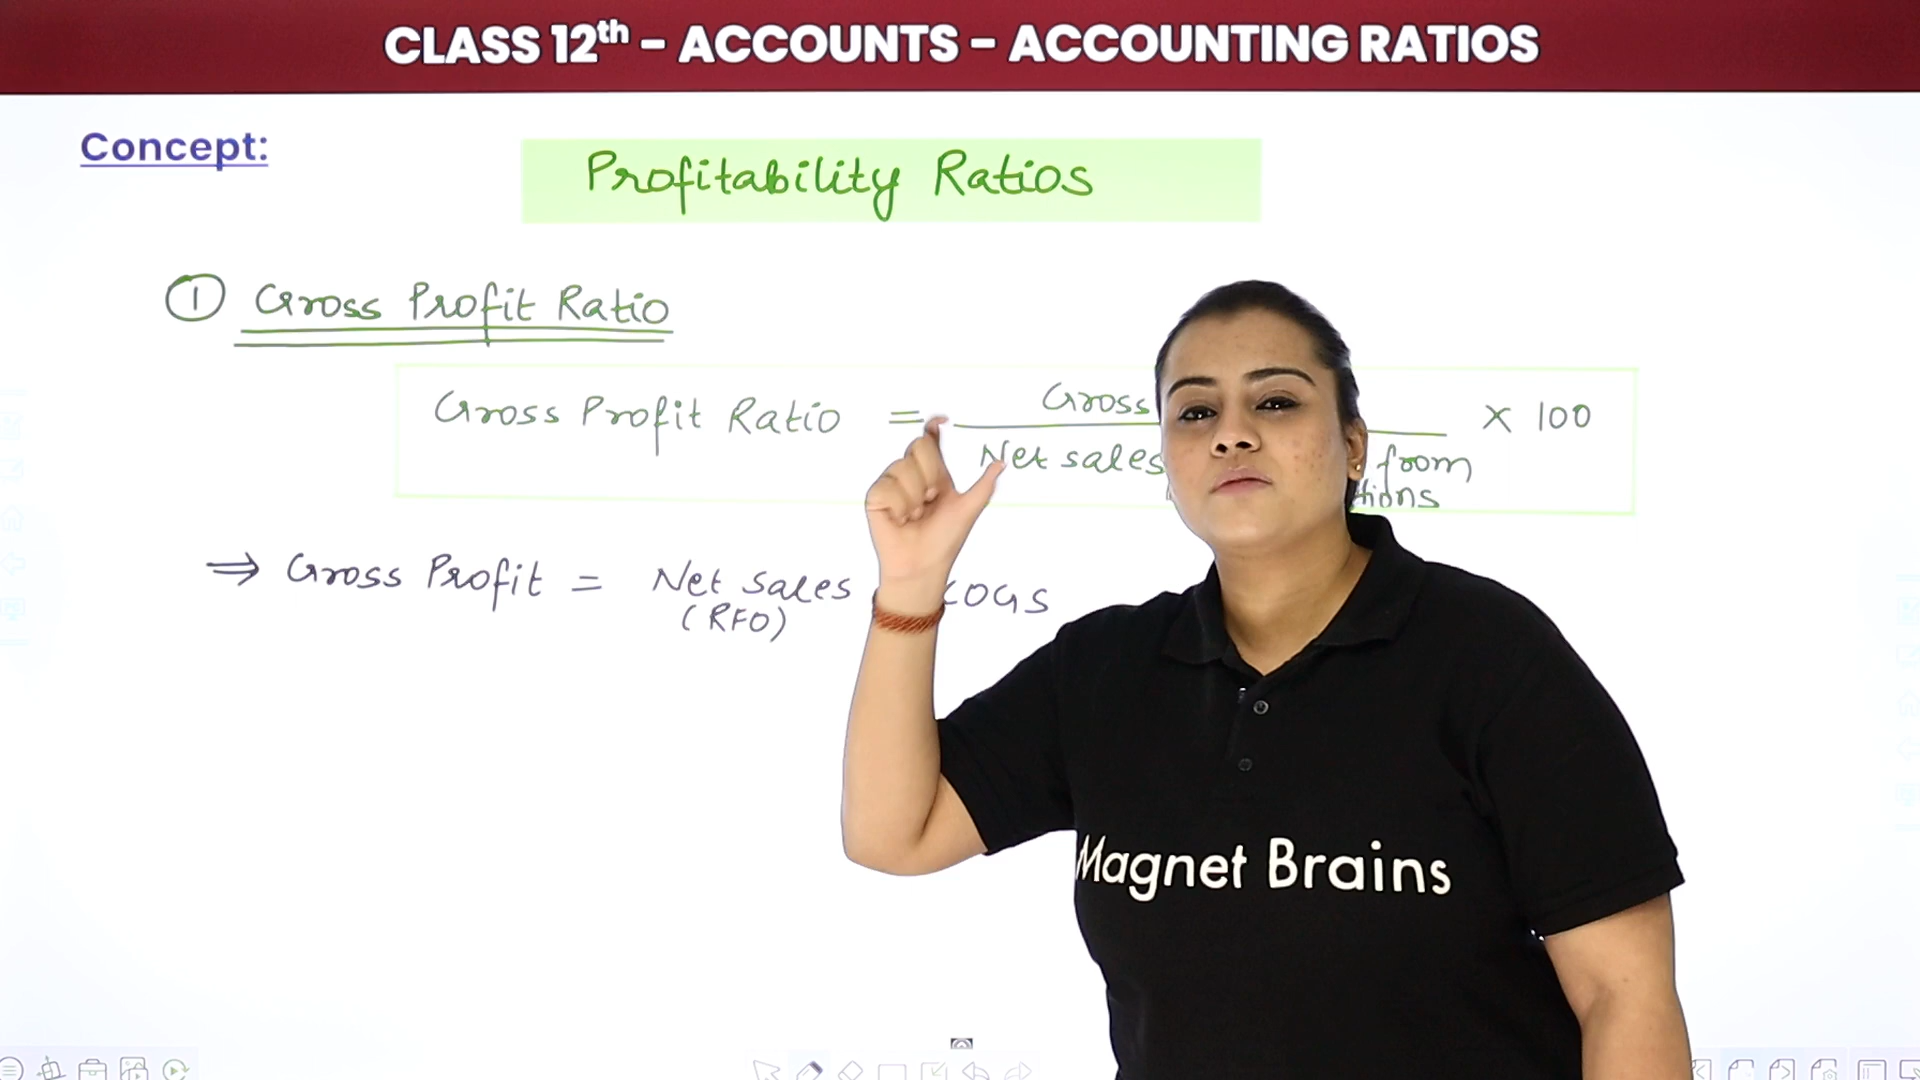 CLASS 12th - ACCOUNTS - ACCOUNTING RATIOS
Concept:
Profitability Ratios
① Gross Profit Ratio
Gross Profit Ratio = Gross × 100
Net sales from
⇒ Gross Profit = Net sales COGS
(RFO)
Magnet Brains